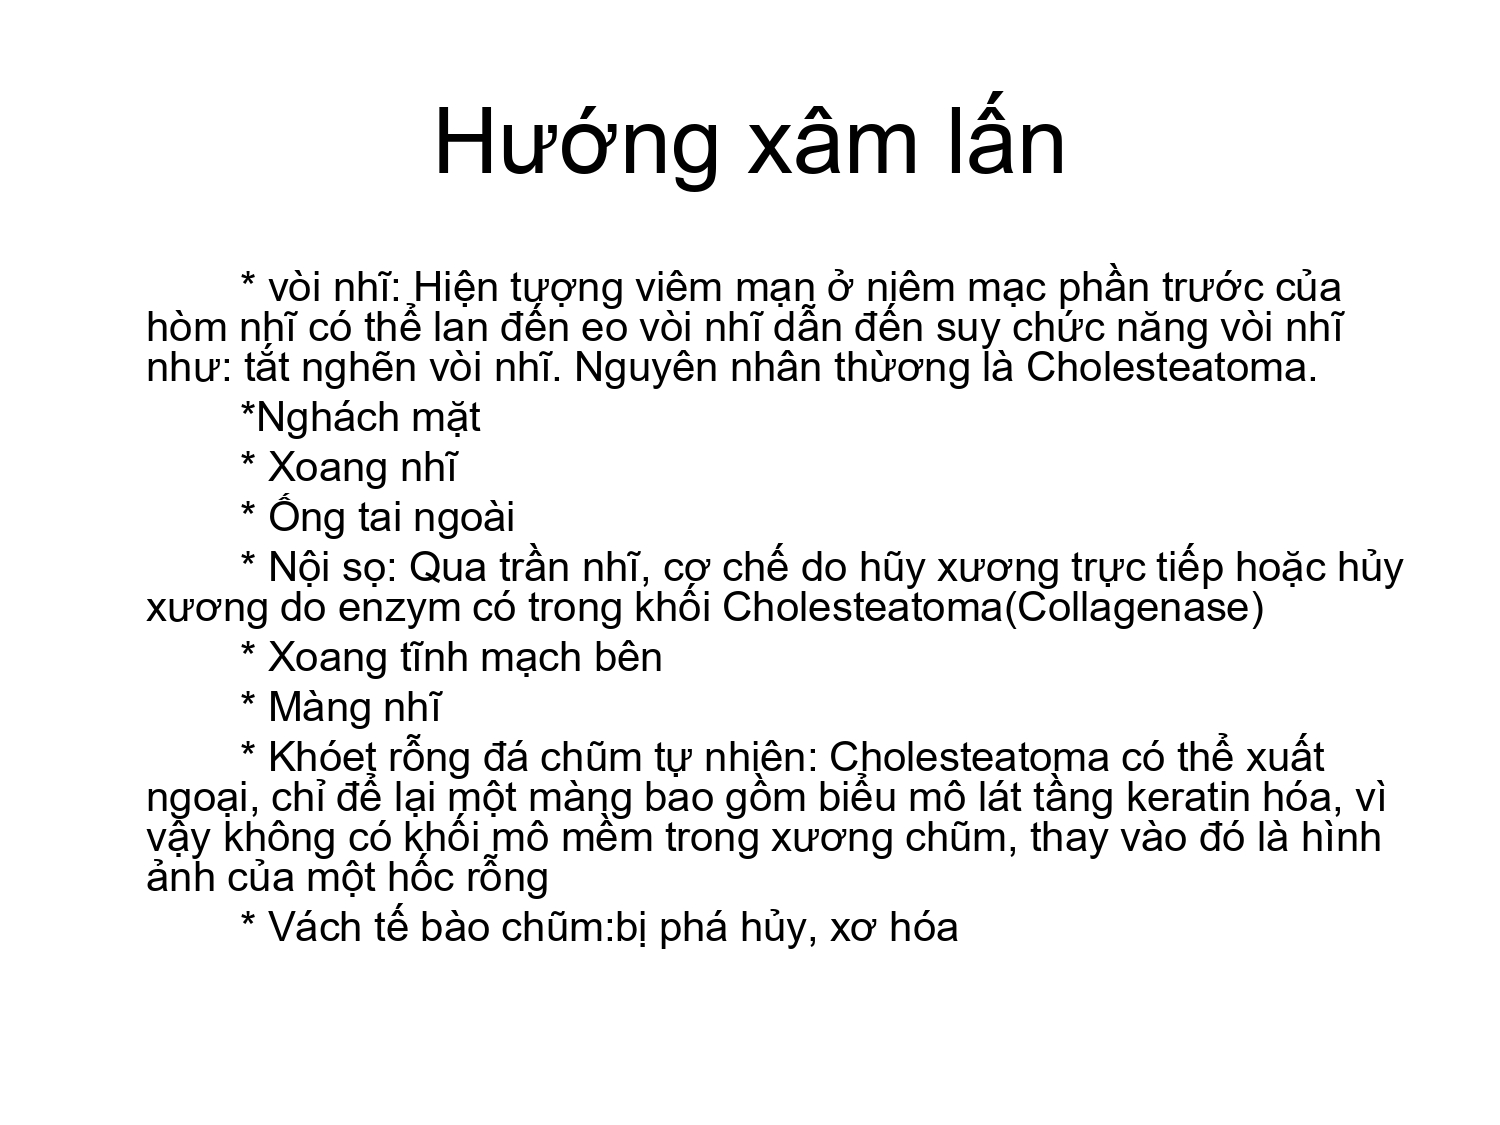 Hướng xâm lấn
* vòi nhĩ: Hiện tượng viêm mạn ở niêm mạc phần trước của
hòm nhĩ có thể lan đến eo vòi nhĩ dẫn đến suy chức năng vòi nhĩ
như: tắt nghẽn vòi nhĩ. Nguyên nhân thừơng là Cholesteatoma.
*Nghách mặt
* Xoang nhĩ
* Ống tai ngoài
* Nội sọ: Qua trần nhĩ, cơ chế do hũy xương trực tiếp hoặc hủy
xương do enzym có trong khối Cholesteatoma(Collagenase)
* Xoang tĩnh mạch bên
* Màng nhĩ
* Khóet rỗng đá chũm tự nhiên: Cholesteatoma có thể xuất
ngoại, chỉ để lại một màng bao gồm biểu mô lát tầng keratin hóa, vì
vậy không có khối mô mềm trong xương chũm, thay vào đó là hình
ảnh của một hốc rỗng
* Vách tế bào chũm:bị phá hủy, xơ hóa